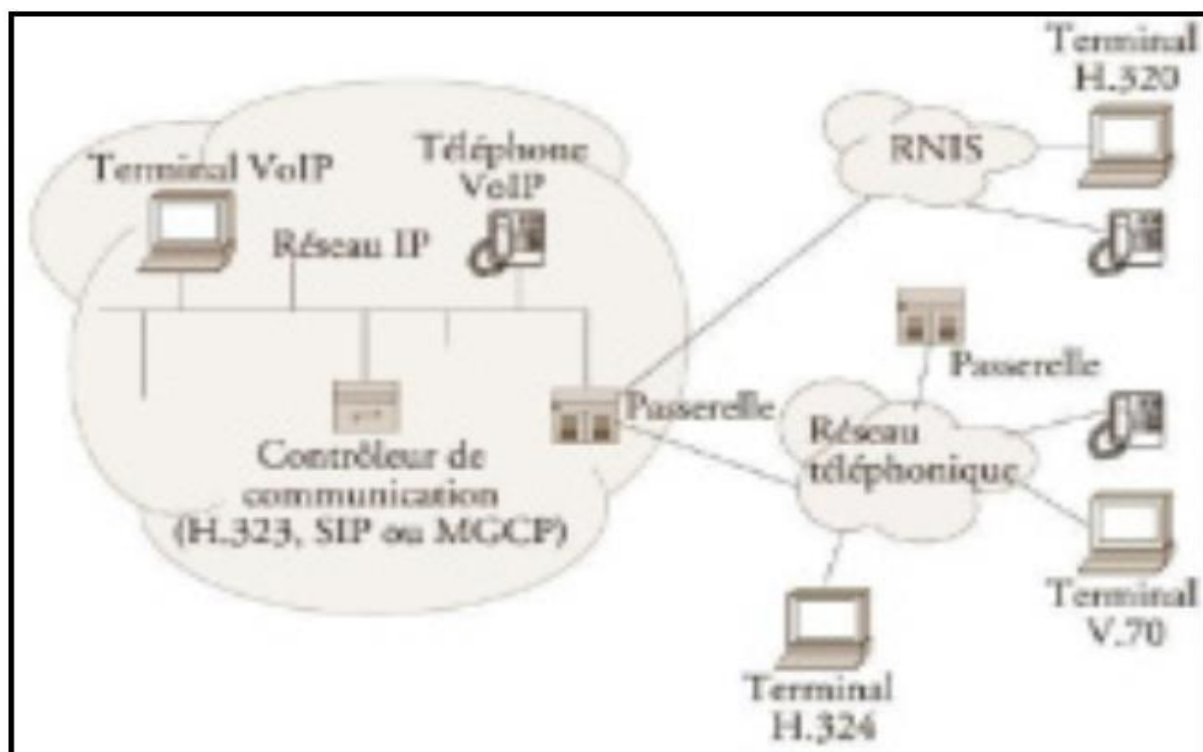 Terminal
H.320
RNIS
Terminal VoIP
Téléphone
VoIP
Réseau IP
Passerelle
Passerelle
Réseau
téléphonique
Contrôleur de
communication
(H.323, SIP ou MGCP)
Terminal
V.70
Terminal
H.324